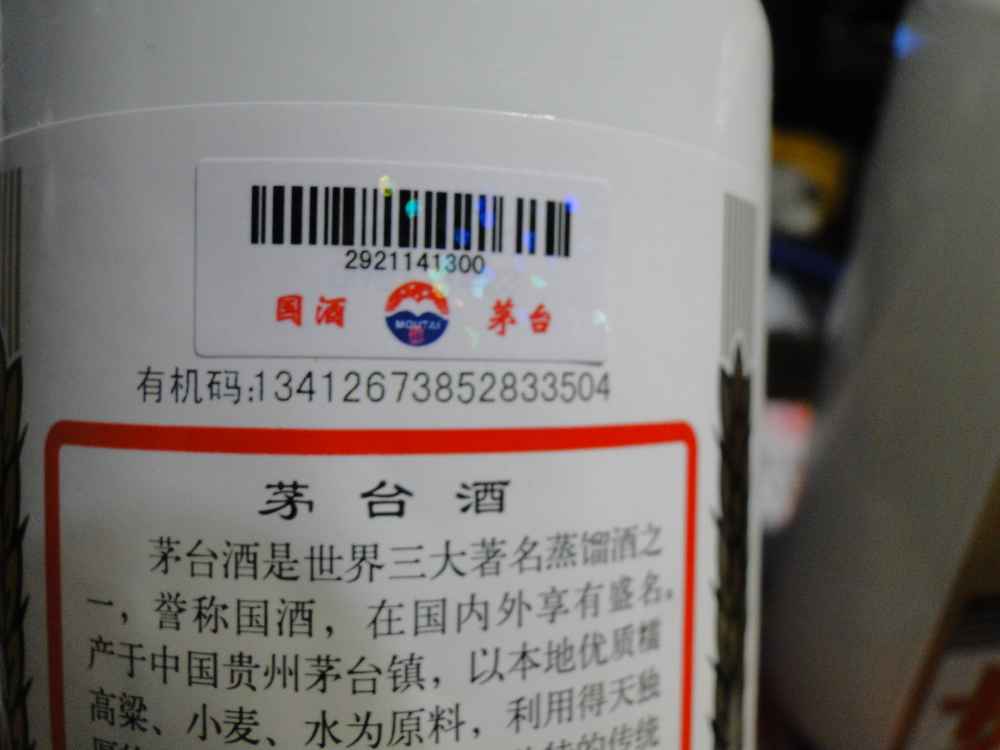 2921141300
国酒 MOUTAI 茅台
有机码:13412673852833504
茅台酒
茅台酒是世界三大著名蒸馏酒之
一，誉称国酒，在国内外享有盛名。
产于中国贵州茅台镇，以本地优质糯
高粱、小麦、水为原料，利用得天独
的传统